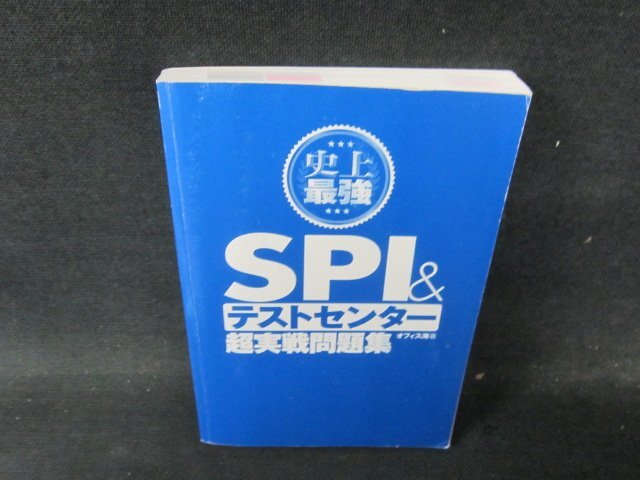 史上
最強
SPI&
テストセンター
超実戦問題集
オフィス海著